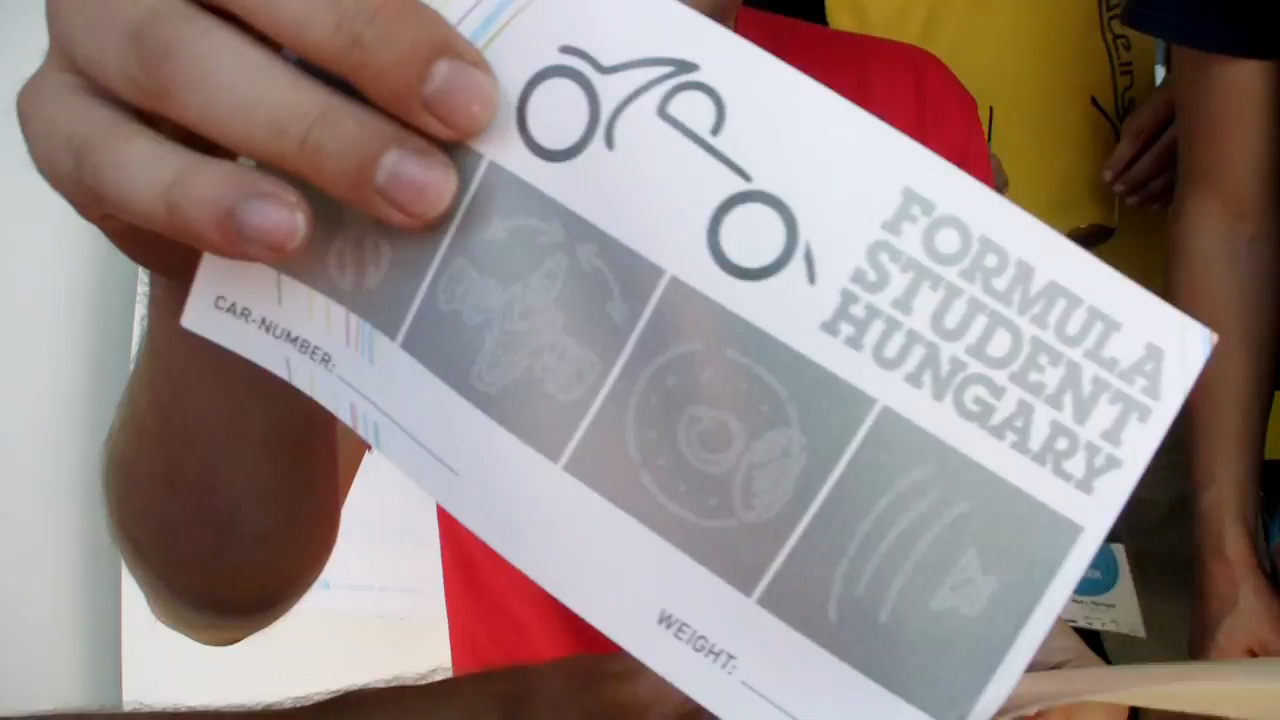 FORMULA
STUDENT
HUNGARY
CAR-NUMBER:
WEIGHT: